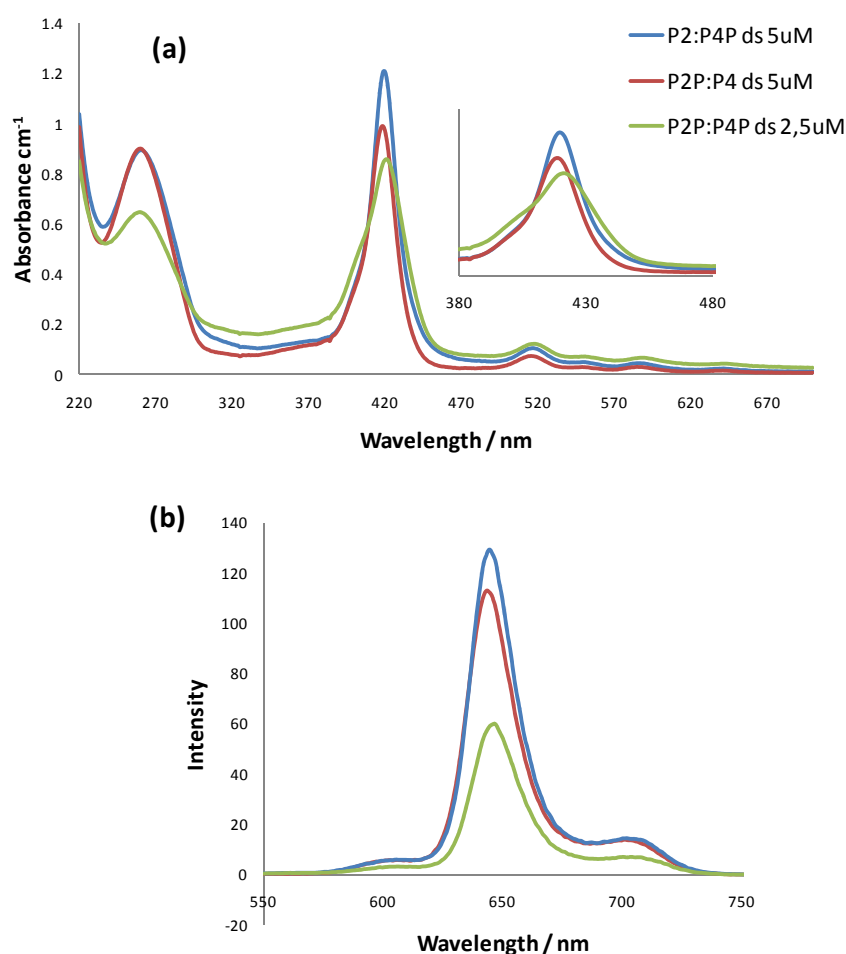 (a)
P2:P4P ds 5uM
P2P:P4 ds 5uM
P2P:P4P ds 2,5uM
Absorbance cm⁻¹
1.4
1.2
1
0.8
0.6
0.4
0.2
0
380 430 480
220 270 320 370 420 470 520 570 620 670
Wavelength / nm
(b)
Intensity
140
120
100
80
60
40
20
0
-20
550 600 650 700 750
Wavelength / nm